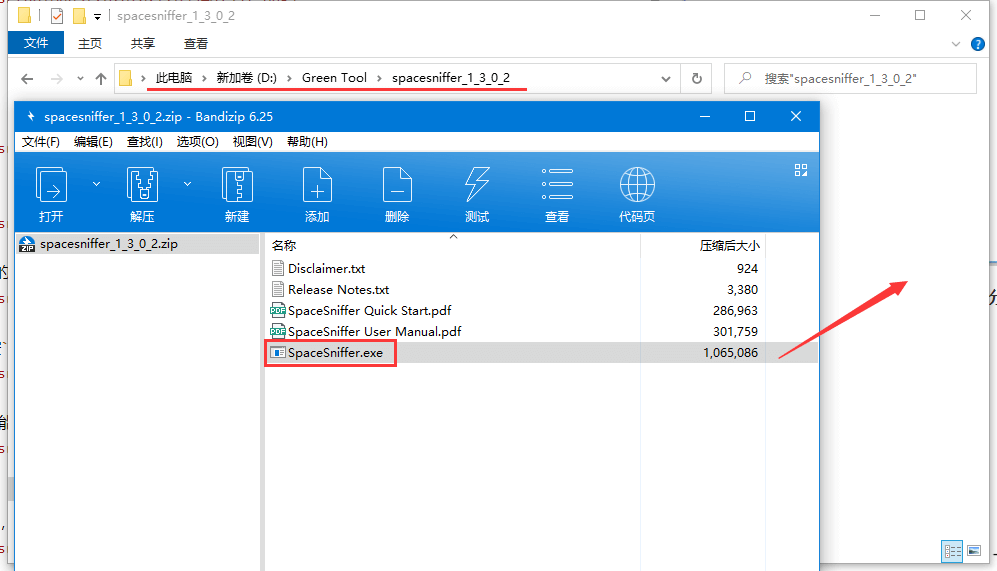 spacesniffer_1_3_0_2
文件 主页 共享 查看
此电脑 › 新加卷 (D:) › Green Tool › spacesniffer_1_3_0_2
搜索"spacesniffer_1_3_0_2"
spacesniffer_1_3_0_2.zip - Bandizip 6.25
文件(F) 编辑(E) 查找(I) 选项(O) 视图(V) 帮助(H)
打开 解压 新建 添加 删除 测试 查看 代码页
ZIP spacesniffer_1_3_0_2.zip
名称 压缩后大小
Disclaimer.txt 924
Release Notes.txt 3,380
PDF SpaceSniffer Quick Start.pdf 286,963
PDF SpaceSniffer User Manual.pdf 301,759
SpaceSniffer.exe 1,065,086